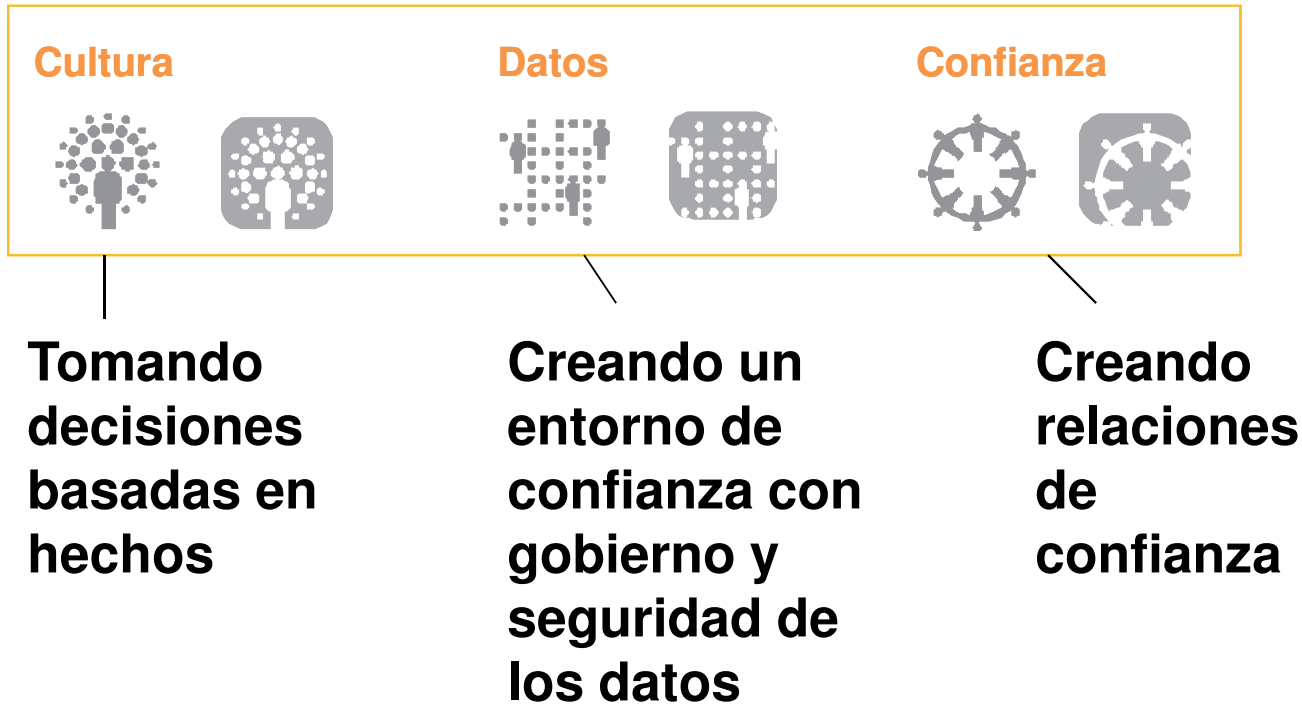 Cultura
Datos
Confianza
Tomando
decisiones
basadas en
hechos
Creando un
entorno de
confianza con
gobierno y
seguridad de
los datos
Creando
relaciones
de
confianza